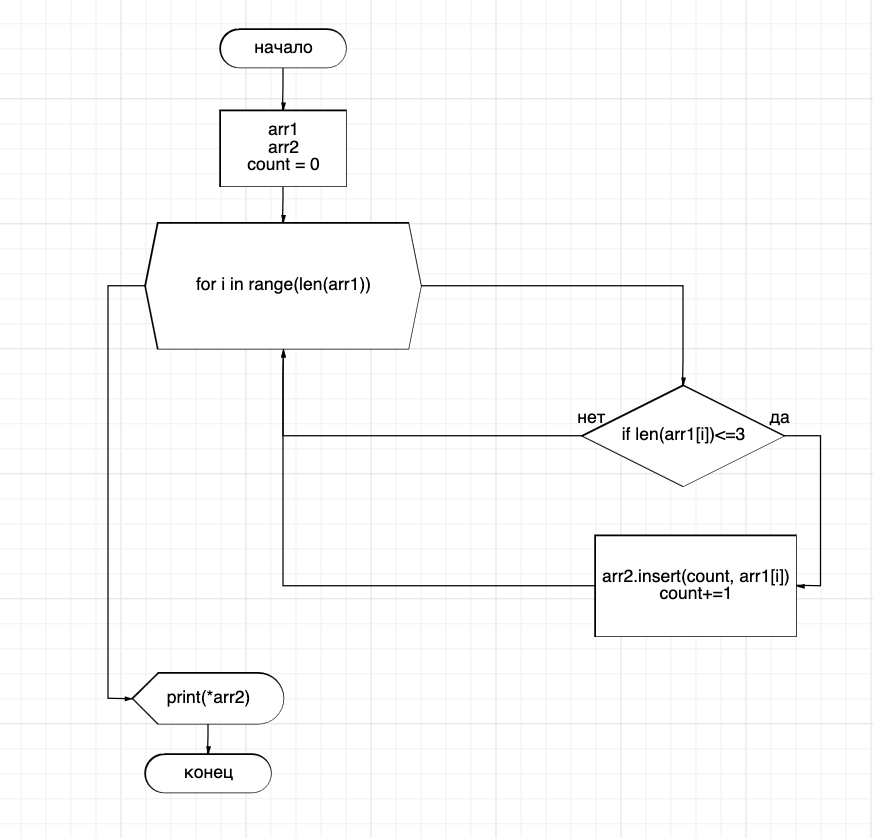 начало
arr1
arr2
count = 0
for i in range(len(arr1))
нет
да
if len(arr1[i])<=3
arr2.insert(count, arr1[i])
count+=1
print(*arr2)
конец